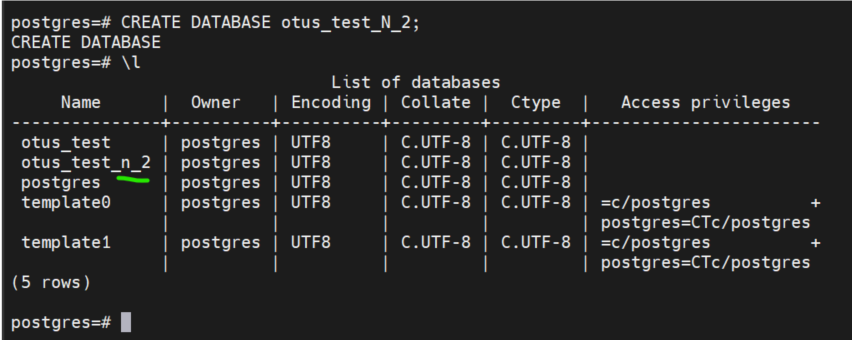 postgres=# CREATE DATABASE otus_test_N_2;
CREATE DATABASE
postgres=# \l
                                 List of databases
     Name      |  Owner   | Encoding | Collate |  Ctype  |   Access privileges
---------------+----------+----------+---------+---------+-----------------------
 otus_test     | postgres | UTF8     | C.UTF-8 | C.UTF-8 |
 otus_test_n_2 | postgres | UTF8     | C.UTF-8 | C.UTF-8 |
 postgres      | postgres | UTF8     | C.UTF-8 | C.UTF-8 |
 template0     | postgres | UTF8     | C.UTF-8 | C.UTF-8 | =c/postgres          +
               |          |          |         |         | postgres=CTc/postgres
 template1     | postgres | UTF8     | C.UTF-8 | C.UTF-8 | =c/postgres          +
               |          |          |         |         | postgres=CTc/postgres
(5 rows)
postgres=#